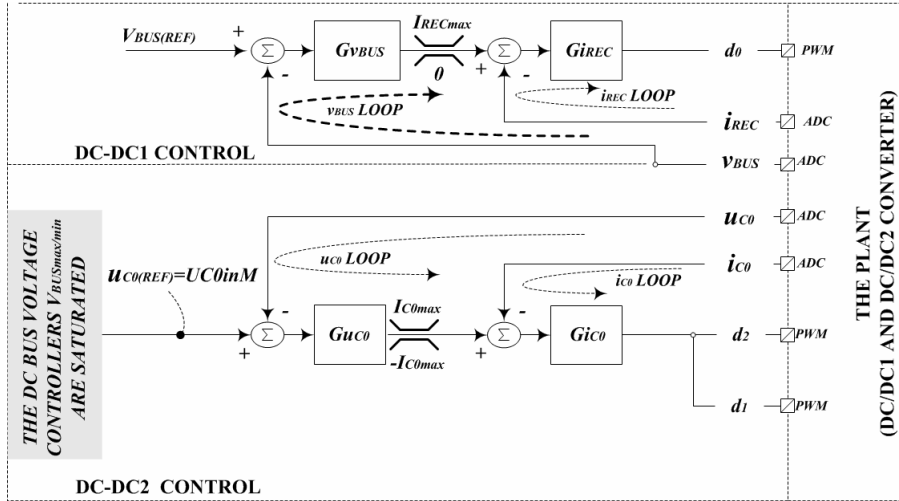 VBUS(REF)
+
Σ
-
GvBUS
IRECmax
0
+
Σ
-
GiREC
d0
PWM
vBUS LOOP
iREC LOOP
iREC
ADC
DC-DC1 CONTROL
vBUS
ADC
THE DC BUS VOLTAGE
CONTROLLERS VBUSmax/min
ARE SATURATED
uC0(REF)=UC0inM
uC0
ADC
uC0 LOOP
iC0
ADC
iC0 LOOP
+
Σ
-
GuC0
IC0max
-IC0max
+
Σ
-
GiC0
d2
PWM
d1
PWM
DC-DC2 CONTROL
THE PLANT
(DC/DC1 AND DC/DC2 CONVERTER)